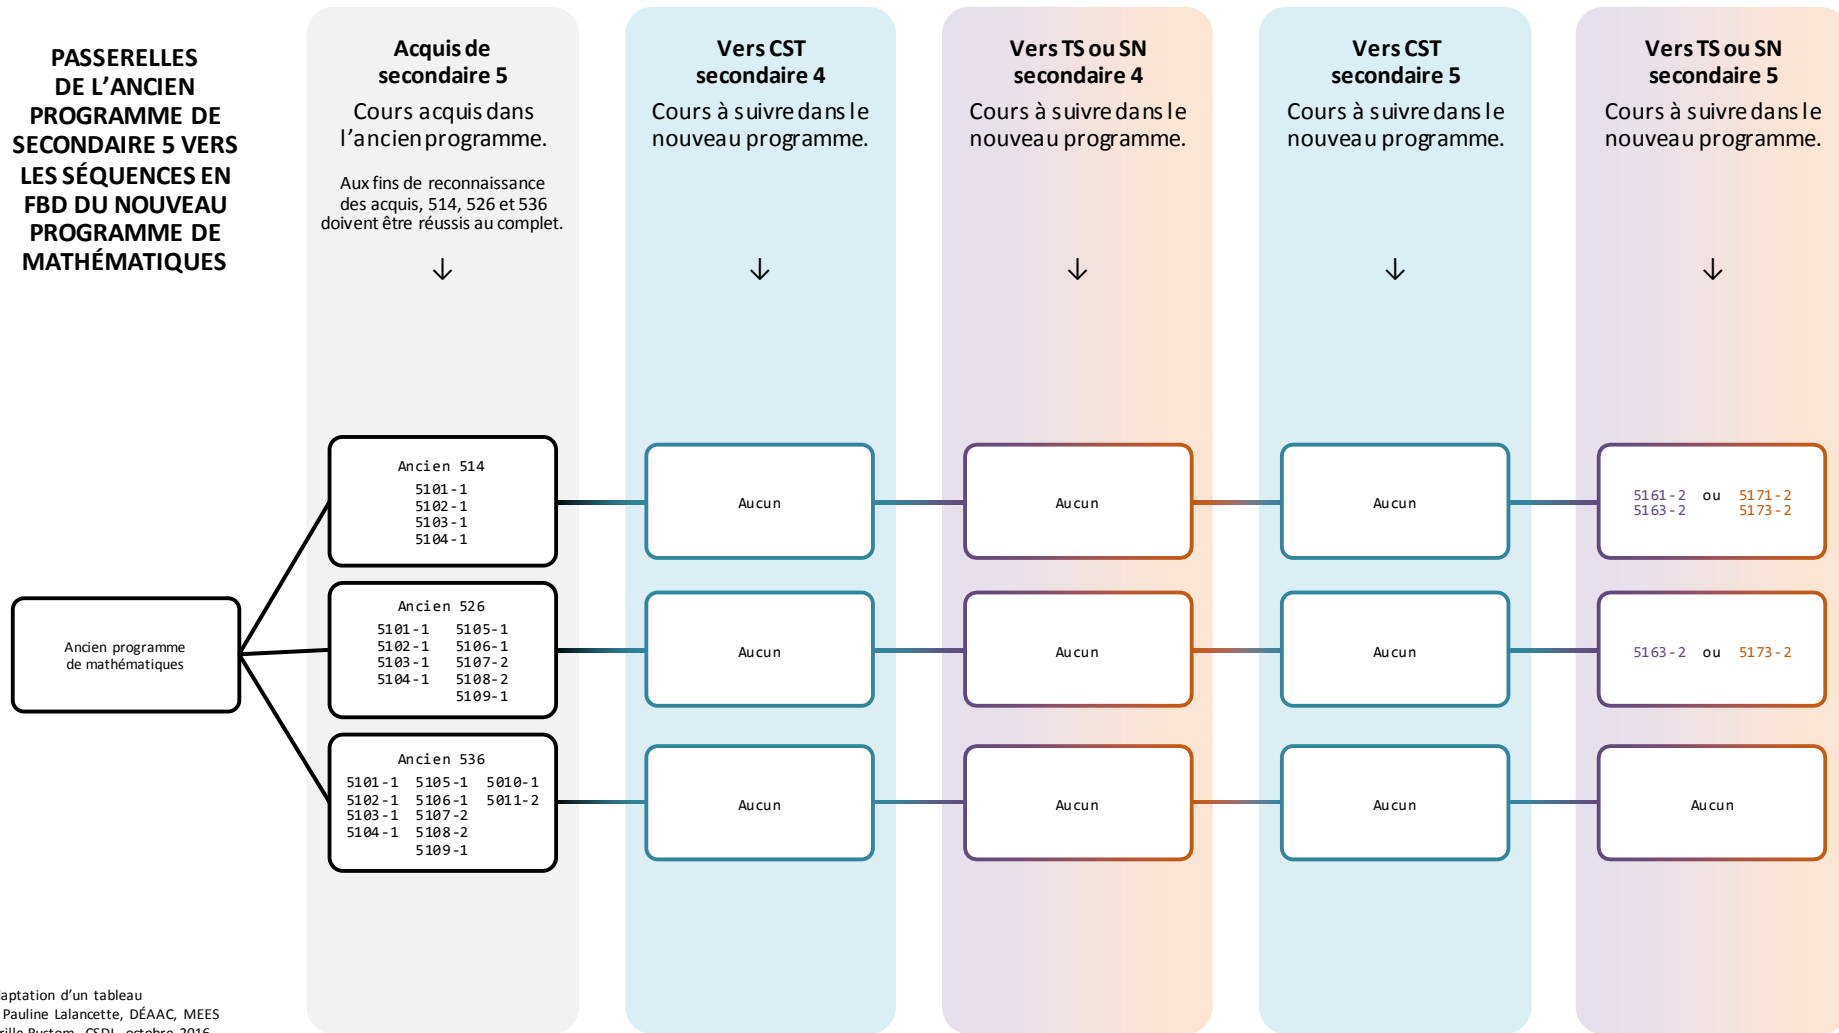 PASSERELLES
DE L'ANCIEN
PROGRAMME DE
SECONDAIRE 5 VERS
LES SÉQUENCES EN
FBD DU NOUVEAU
PROGRAMME DE
MATHÉMATIQUES
Acquis de
secondaire 5
Cours acquis dans
l'ancien programme.
Aux fins de reconnaissance
des acquis, 514, 526 et 536
doivent être réussis au complet.
↓
Vers CST
secondaire 4
Cours à suivre dans le
nouveau programme.
↓
Vers TS ou SN
secondaire 4
Cours à suivre dans le
nouveau programme.
↓
Vers CST
secondaire 5
Cours à suivre dans le
nouveau programme.
↓
Vers TS ou SN
secondaire 5
Cours à suivre dans le
nouveau programme.
↓
Ancien programme
de mathématiques
Ancien 514
5101-1
5102-1
5103-1
5104-1
Aucun
Aucun
Aucun
5161-2 ou 5171-2
5163-2 5173-2
Ancien 526
5101-1 5105-1
5102-1 5106-1
5103-1 5107-2
5104-1 5108-2
5109-1
Aucun
Aucun
Aucun
5163-2 ou 5173-2
Ancien 536
5101-1 5105-1 5010-1
5102-1 5106-1 5011-2
5103-1 5107-2
5104-1 5108-2
5109-1
Aucun
Aucun
Aucun
Aucun
d'un tableau
Pauline Lalancette, DÉAAC, MEES
Rustom, CSDL, octobre 2016